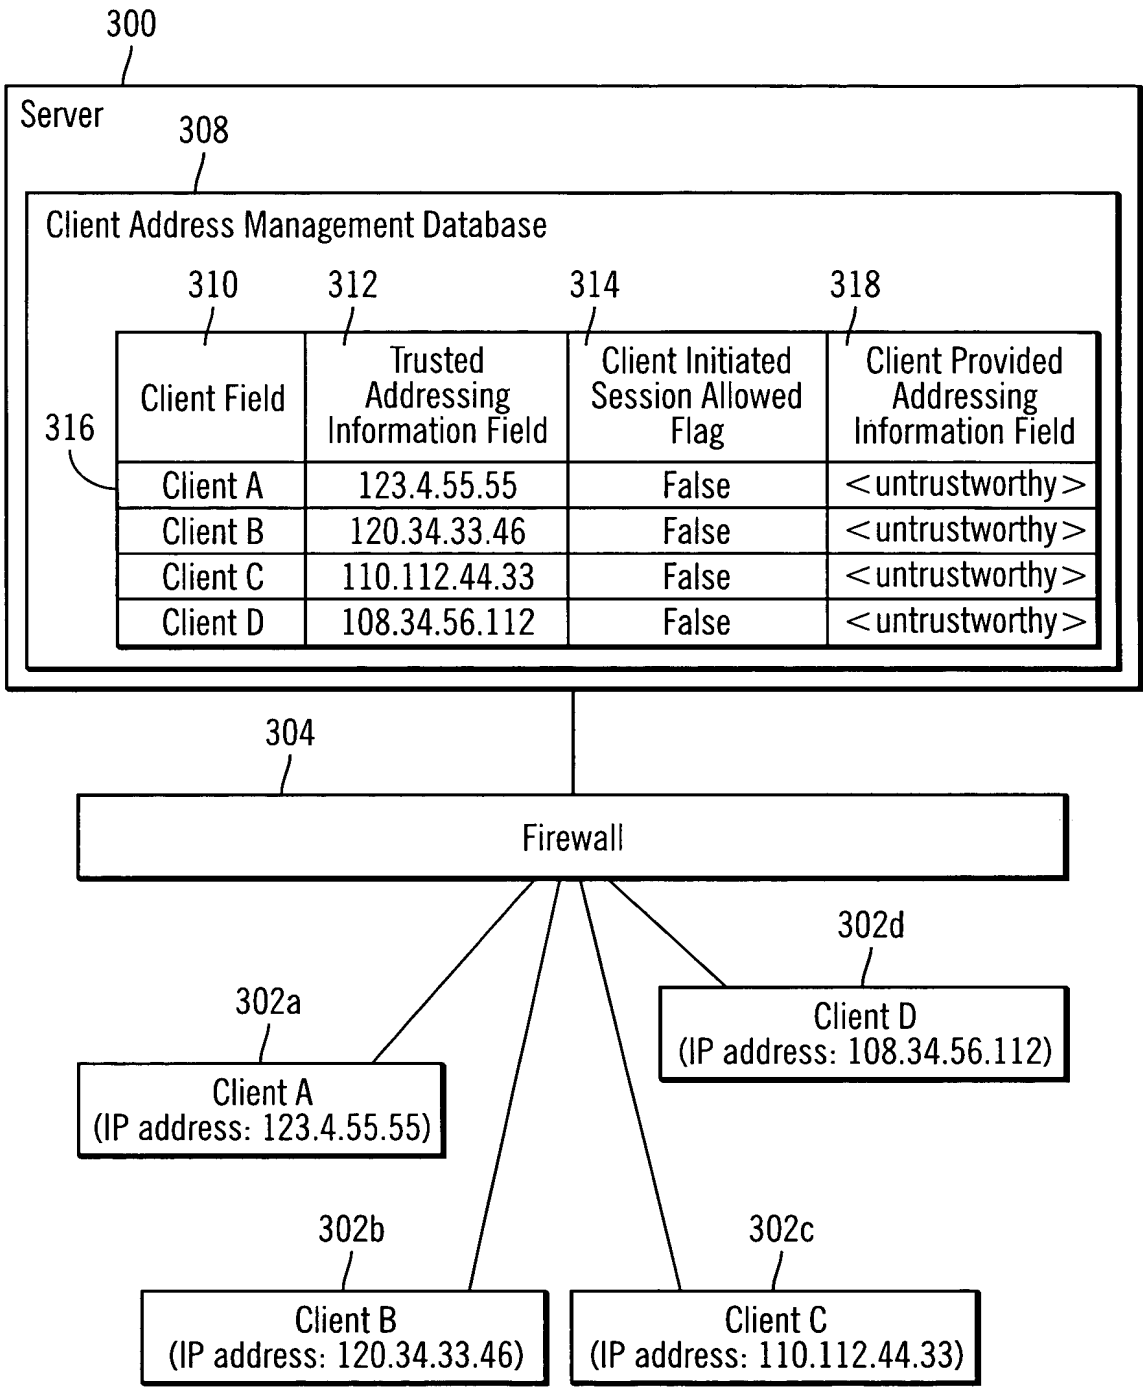 300
Server
308
Client Address Management Database
310 312 314 318
Client Field
Trusted
Addressing
Information Field
Client Initiated
Session Allowed
Flag
Client Provided
Addressing
Information Field
316
Client A 123.4.55.55 False <untrustworthy>
Client B 120.34.33.46 False <untrustworthy>
Client C 110.112.44.33 False <untrustworthy>
Client D 108.34.56.112 False <untrustworthy>
304
Firewall
302d
Client D
(IP address: 108.34.56.112)
302a
Client A
(IP address: 123.4.55.55)
302b
Client B
(IP address: 120.34.33.46)
302c
Client C
(IP address: 110.112.44.33)